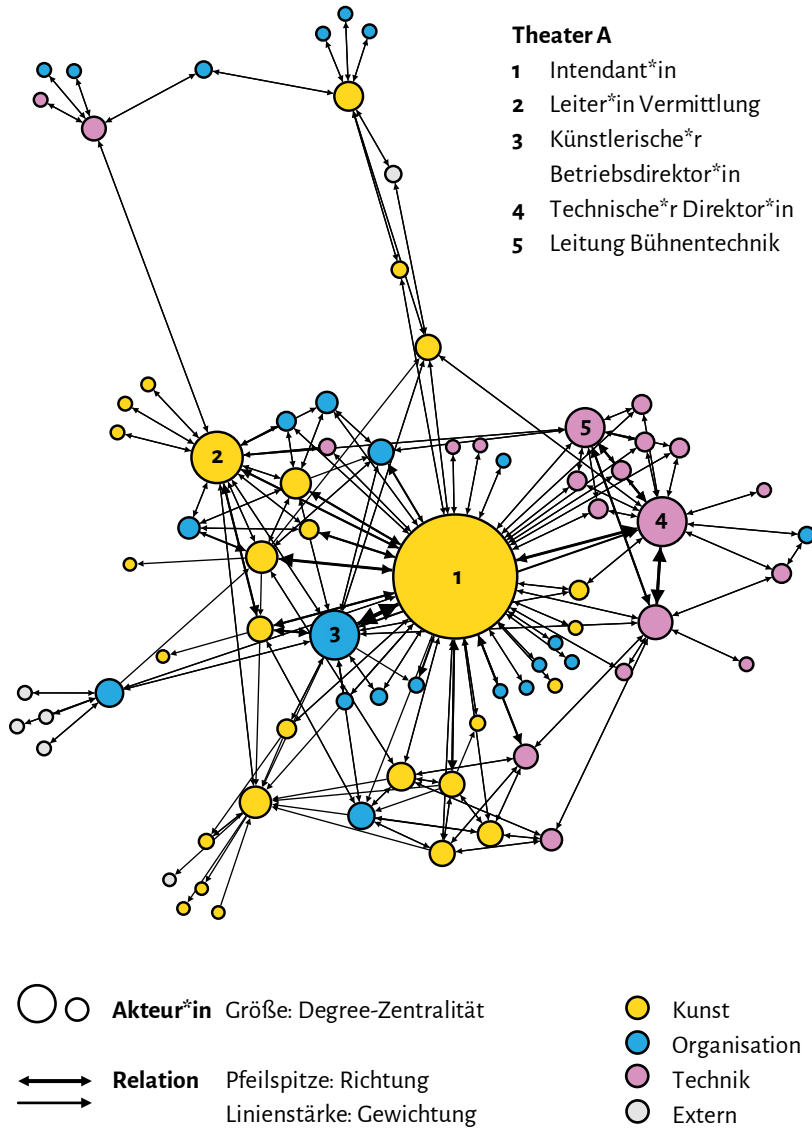 Theater A
1 Intendant*in
2 Leiter*in Vermittlung
3 Künstlerische*r
Betriebsdirektor*in
4 Technische*r Direktor*in
5 Leitung Bühnentechnik
5
2
4
1
3
Akteur*in Größe: Degree-Zentralität
Relation Pfeilspitze: Richtung
Linienstärke: Gewichtung
Kunst
Organisation
Technik
Extern